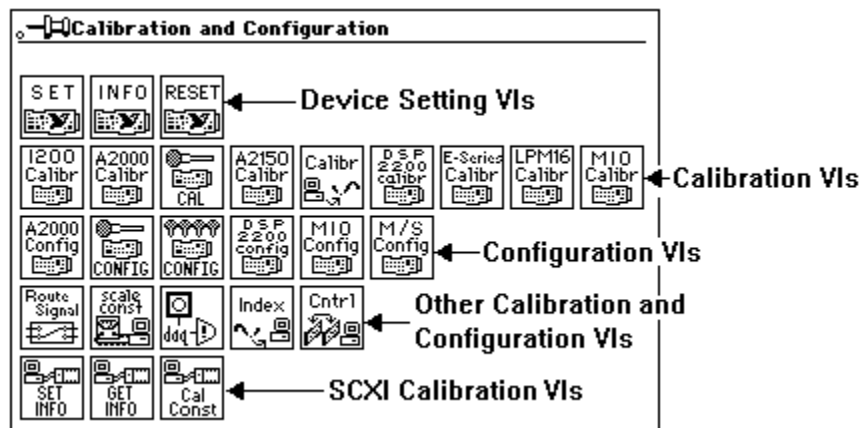 Calibration and Configuration
SET INFO RESET Device Setting VIs
1200 Calibr A2000 Calibr CAL A2150 Calibr Calibr DSP 2200 calibr E-Series Calibr LPM16 Calibr MIO Calibr Calibration VIs
A2000 Config CONFIG CONFIG DSP 2200 config MIO Config M/S Config Configuration VIs
Route Signal scale const ddq Index Cntrl Other Calibration and
Configuration VIs
SET INFO GET INFO Cal Const SCXI Calibration VIs